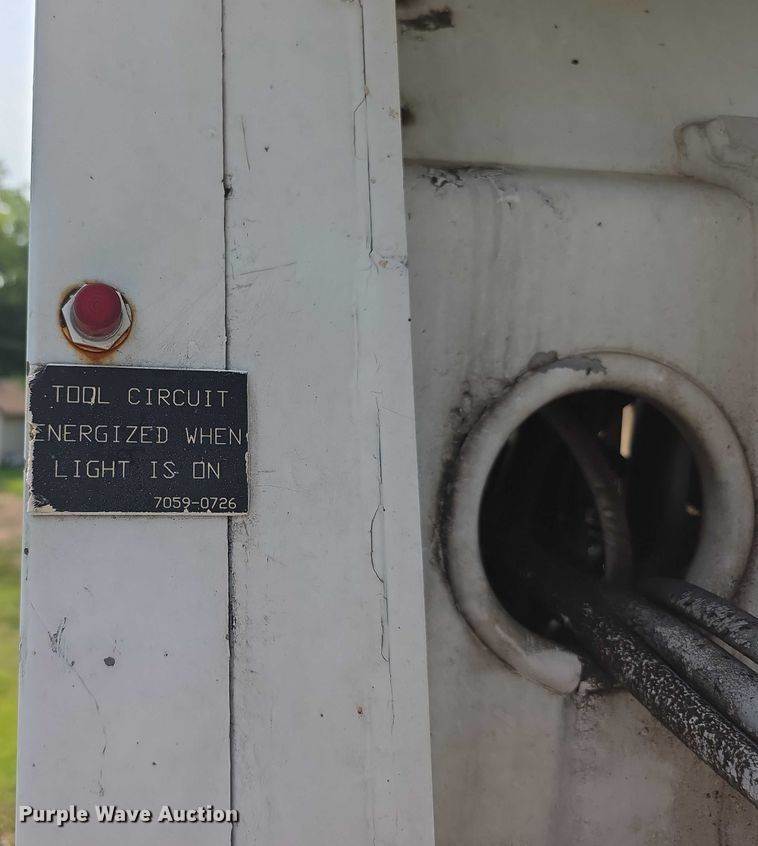 TOOL CIRCUIT
ENERGIZED WHEN
LIGHT IS ON
7059-0726
Purple Wave Auction